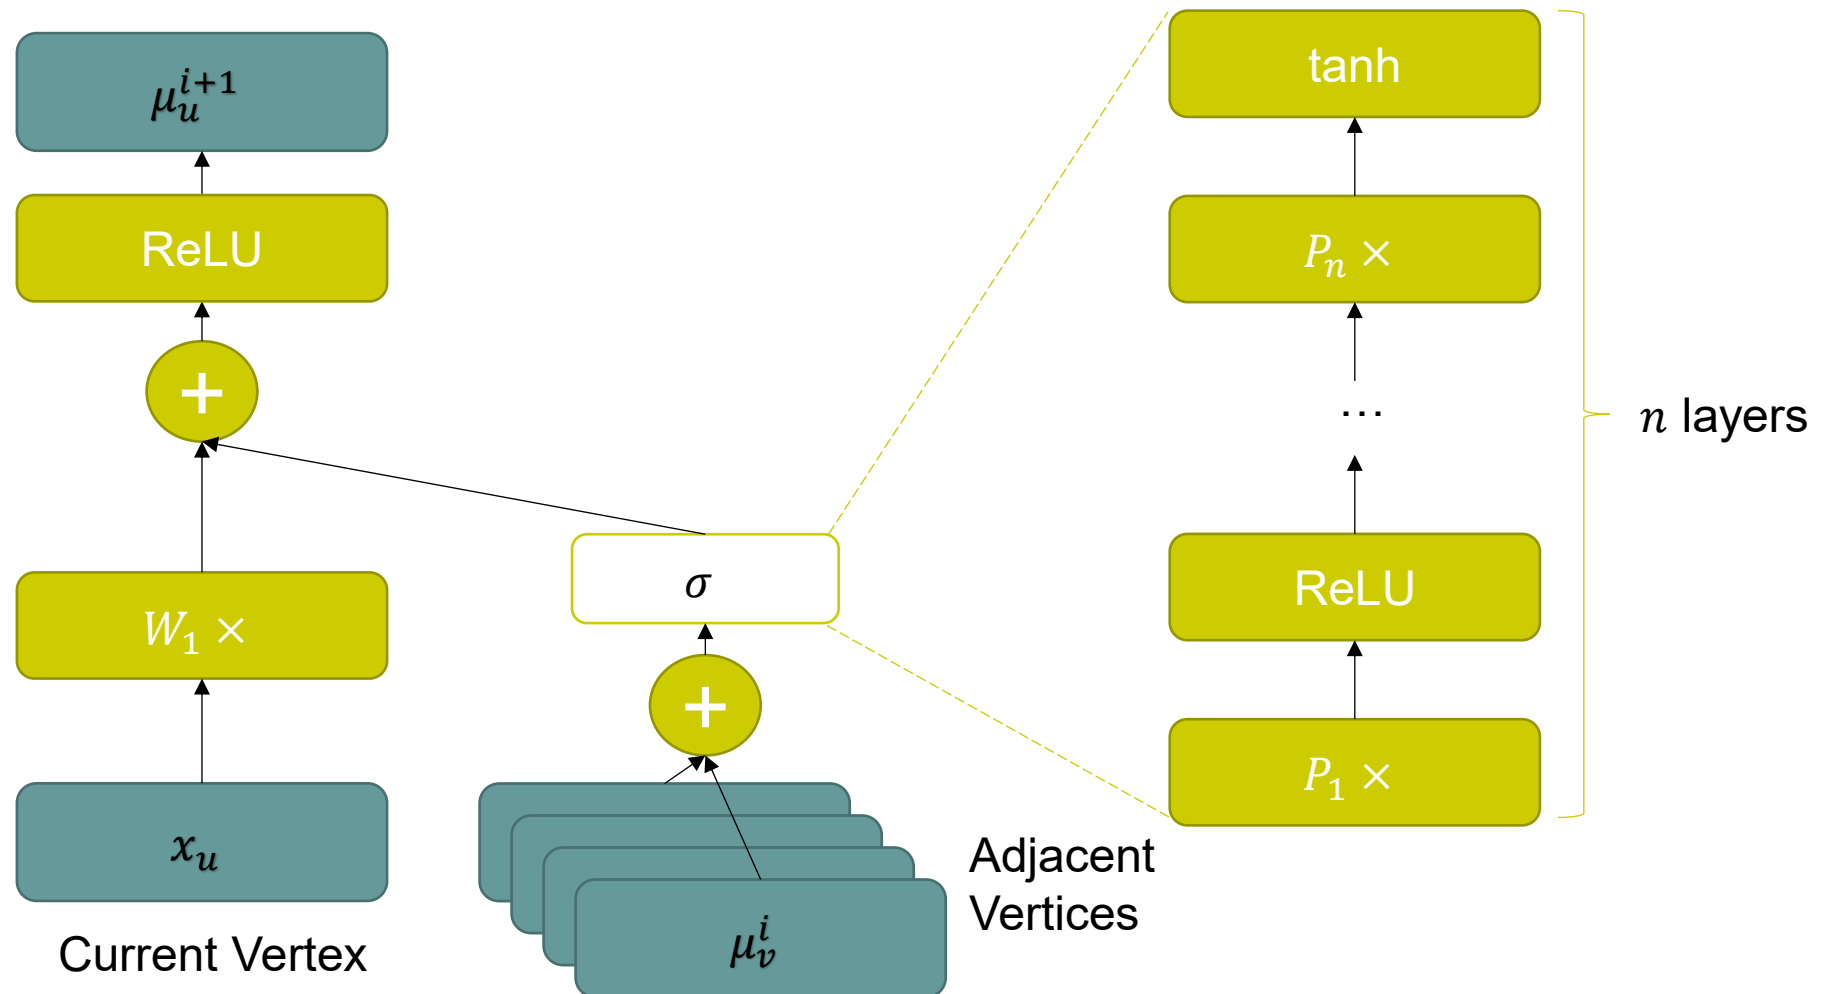 μ_u^{i+1}
ReLU
+
W_1 ×
x_u
Current Vertex
σ
+
μ_v^i
Adjacent
Vertices
tanh
P_n ×
...
ReLU
P_1 ×
n layers